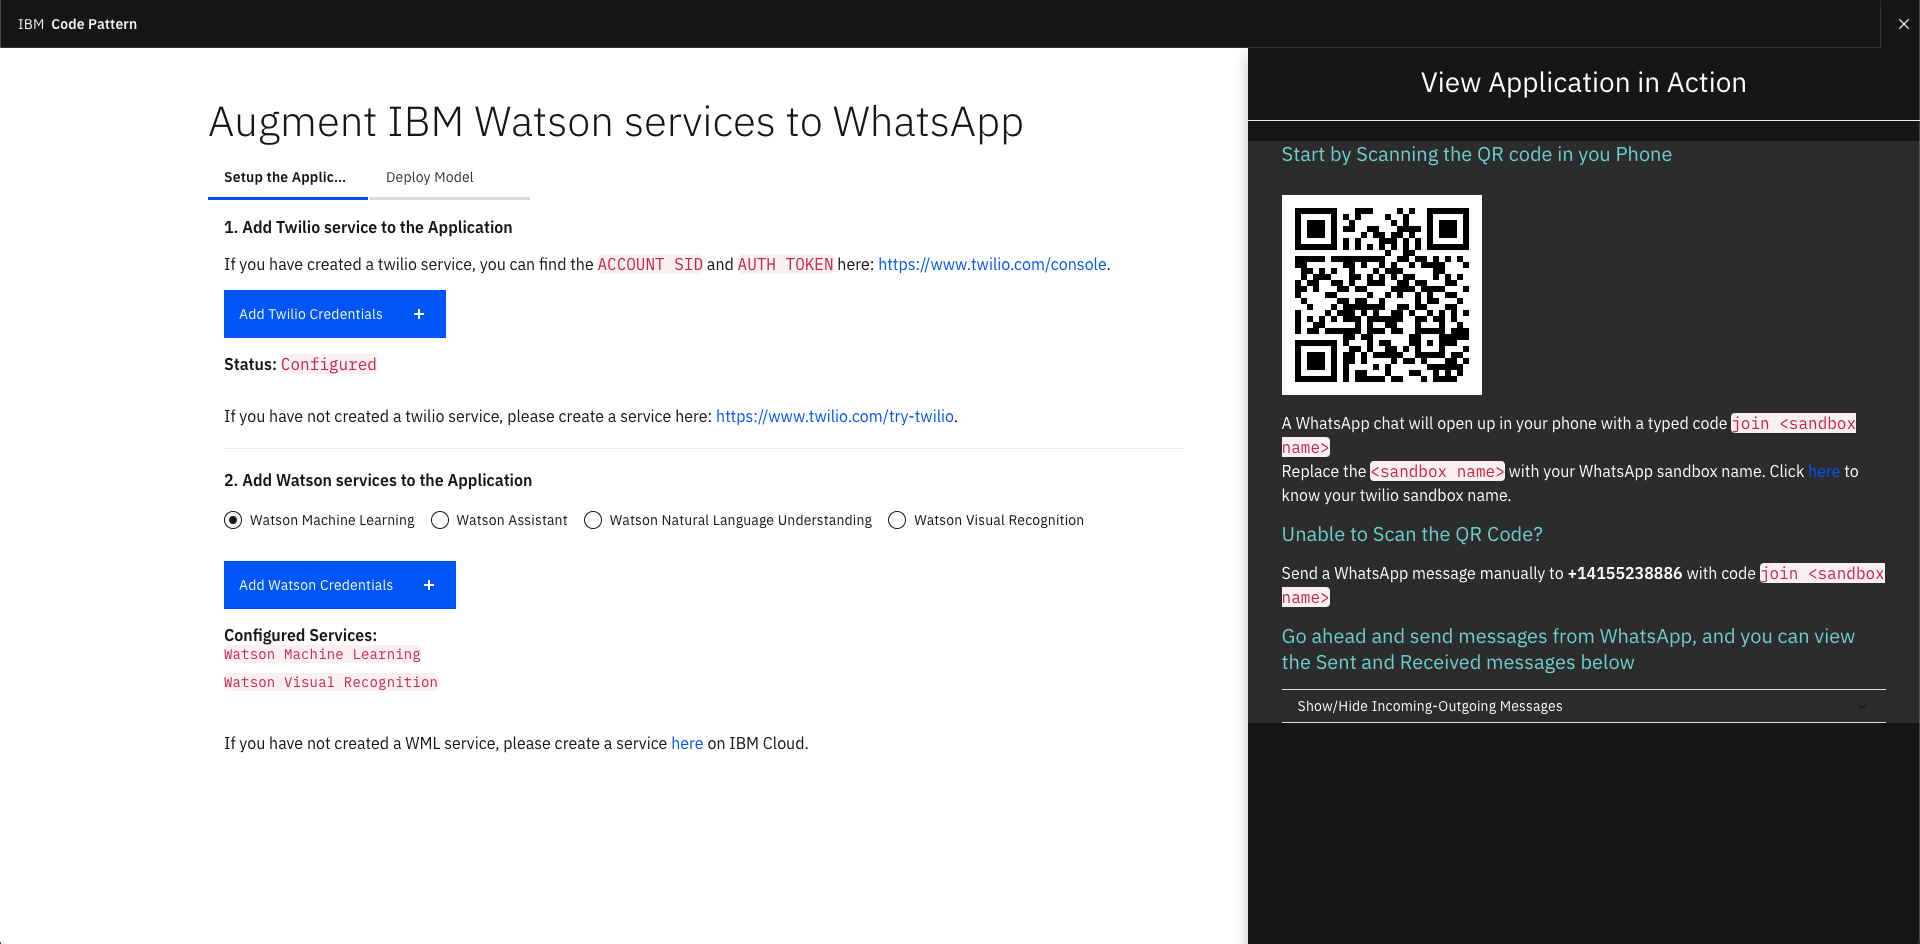 IBM Code Pattern
Augment IBM Watson services to WhatsApp
Setup the Applic...
Deploy Model
1. Add Twilio service to the Application
If you have created a twilio service, you can find the ACCOUNT SID and AUTH TOKEN here: https://www.twilio.com/console.
Add Twilio Credentials +
Status: Configured
If you have not created a twilio service, please create a service here: https://www.twilio.com/try-twilio.
2. Add Watson services to the Application
Watson Machine Learning
Watson Assistant
Watson Natural Language Understanding
Watson Visual Recognition
Add Watson Credentials +
Configured Services:
Watson Machine Learning
Watson Visual Recognition
If you have not created a WML service, please create a service here on IBM Cloud.
View Application in Action
Start by Scanning the QR code in you Phone
A WhatsApp chat will open up in your phone with a typed code join <sandbox
name>
Replace the <sandbox name> with your WhatsApp sandbox name. Click here to
know your twilio sandbox name.
Unable to Scan the QR Code?
Send a WhatsApp message manually to +14155238886 with code join <sandbox
name>
Go ahead and send messages from WhatsApp, and you can view
the Sent and Received messages below
Show/Hide Incoming-Outgoing Messages